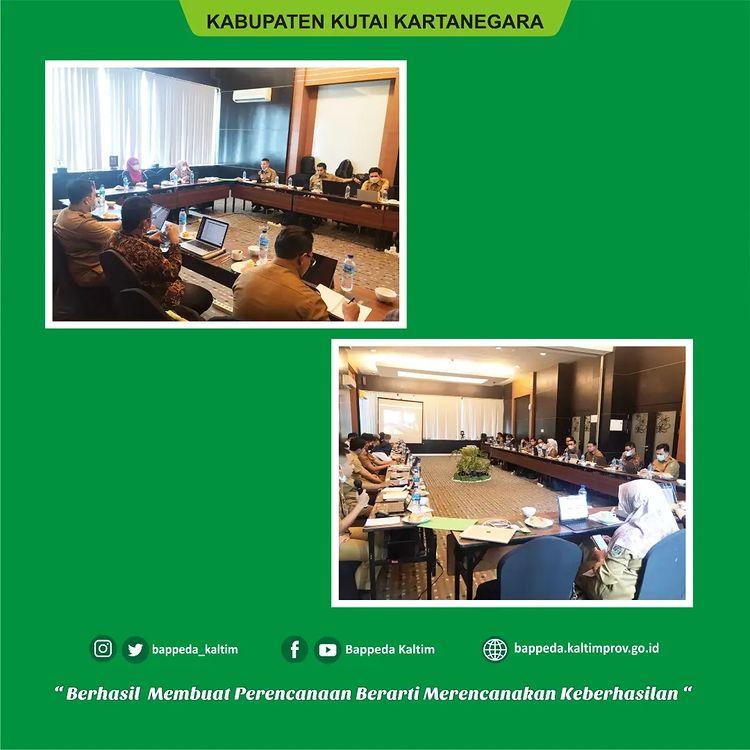 KABUPATEN KUTAI KARTANEGARA
bappeda_kaltim
Bappeda Kaltim
bappeda.kaltimprov.go.id
“ Berhasil Membuat Perencanaan Berarti Merencanakan Keberhasilan “